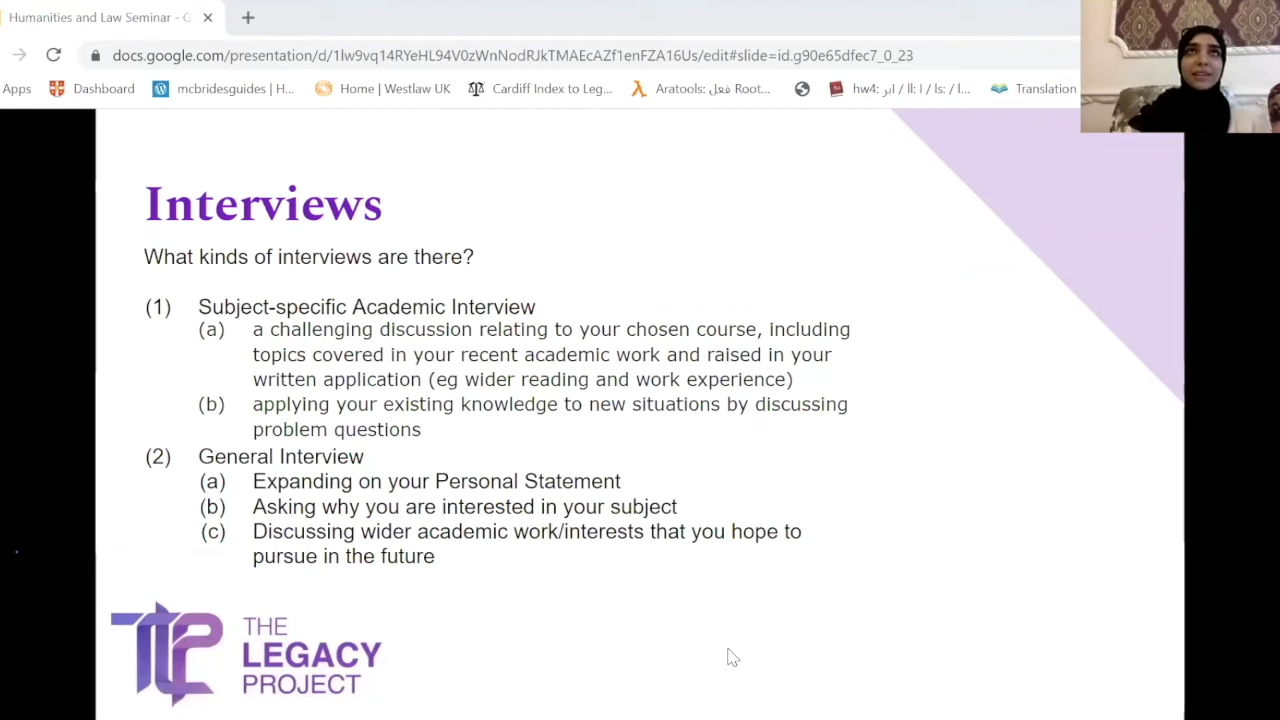 Humanities and Law Seminar - G
docs.google.com/presentation/d/1lw9vq14RYeHL94V0zWnNodRJkTMAEcAZf1enFZA16Us/edit#slide=id.g90e65dfec7_0_23
Apps Dashboard mcbridesguides | H... Home | Westlaw UK Cardiff Index to Leg... Aratools: فعل Root... hw4: ابر / ll: l / ls: / l... Translation
Interviews
What kinds of interviews are there?
(1) Subject-specific Academic Interview
(a) a challenging discussion relating to your chosen course, including
topics covered in your recent academic work and raised in your
written application (eg wider reading and work experience)
(b) applying your existing knowledge to new situations by discussing
problem questions
(2) General Interview
(a) Expanding on your Personal Statement
(b) Asking why you are interested in your subject
(c) Discussing wider academic work/interests that you hope to
pursue in the future
TLP
THE
LEGACY
PROJECT